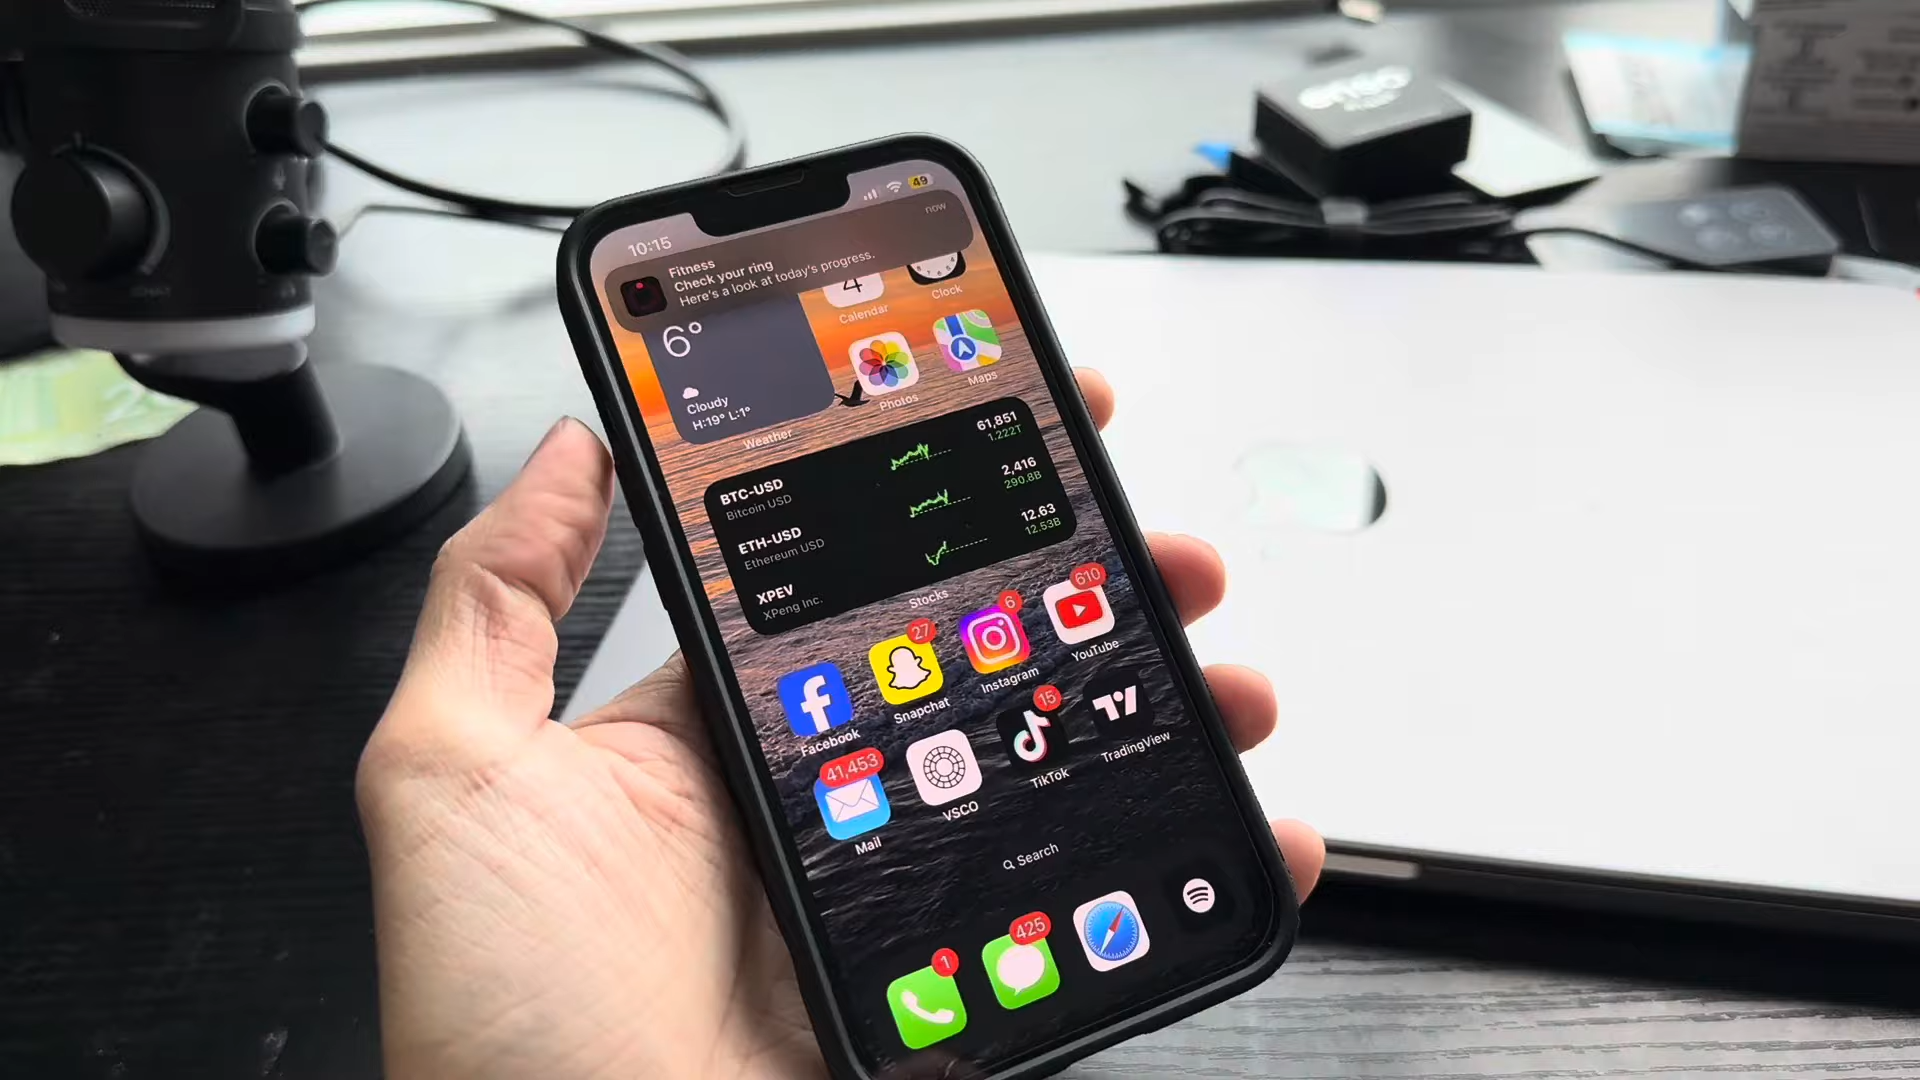 10:15
49
Fitness
now
Check your ring
Here's a look at today's progress.
6°
Cloudy
H:19° L:1°
Weather
4
Calendar
Clock
Photos
Maps
BTC-USD
Bitcoin USD
61,851
1.222T
ETH-USD
Ethereum USD
2,416
290.8B
XPEV
XPeng Inc.
12.63
12.53B
Stocks
Facebook
27
Snapchat
6
Instagram
610
YouTube
41,453
Mail
VSCO
15
TikTok
TradingView
Search
1
425